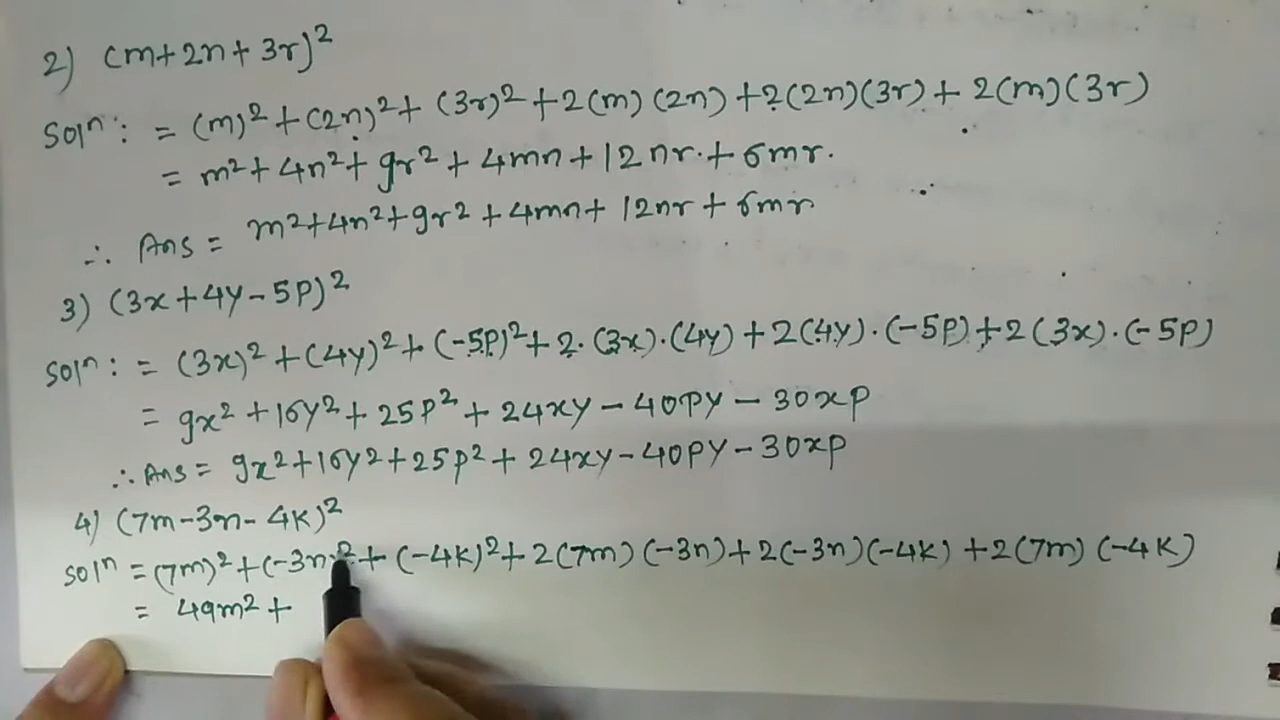 2) (m+2n+3r)²
Solⁿ: = (m)²+(2n)²+(3r)²+2(m)(2n)+2(2n)(3r)+2(m)(3r)
= m²+4n²+9r²+4mn+12nr+6mr.
∴ Ans = m²+4n²+9r²+4mn+12nr+6mr
3) (3x+4y-5p)²
Solⁿ: = (3x)²+(4y)²+(-5p)²+2.(3x).(4y)+2(4y).(-5p)+2(3x).(-5p)
= 9x²+16y²+25p²+24xy-40py-30xp
∴ Ans = 9x²+16y²+25p²+24xy-40py-30xp
4) (7m-3n-4k)²
Solⁿ = (7m)²+(-3n)²+(-4k)²+2(7m)(-3n)+2(-3n)(-4k)+2(7m)(-4k)
= 49m²+